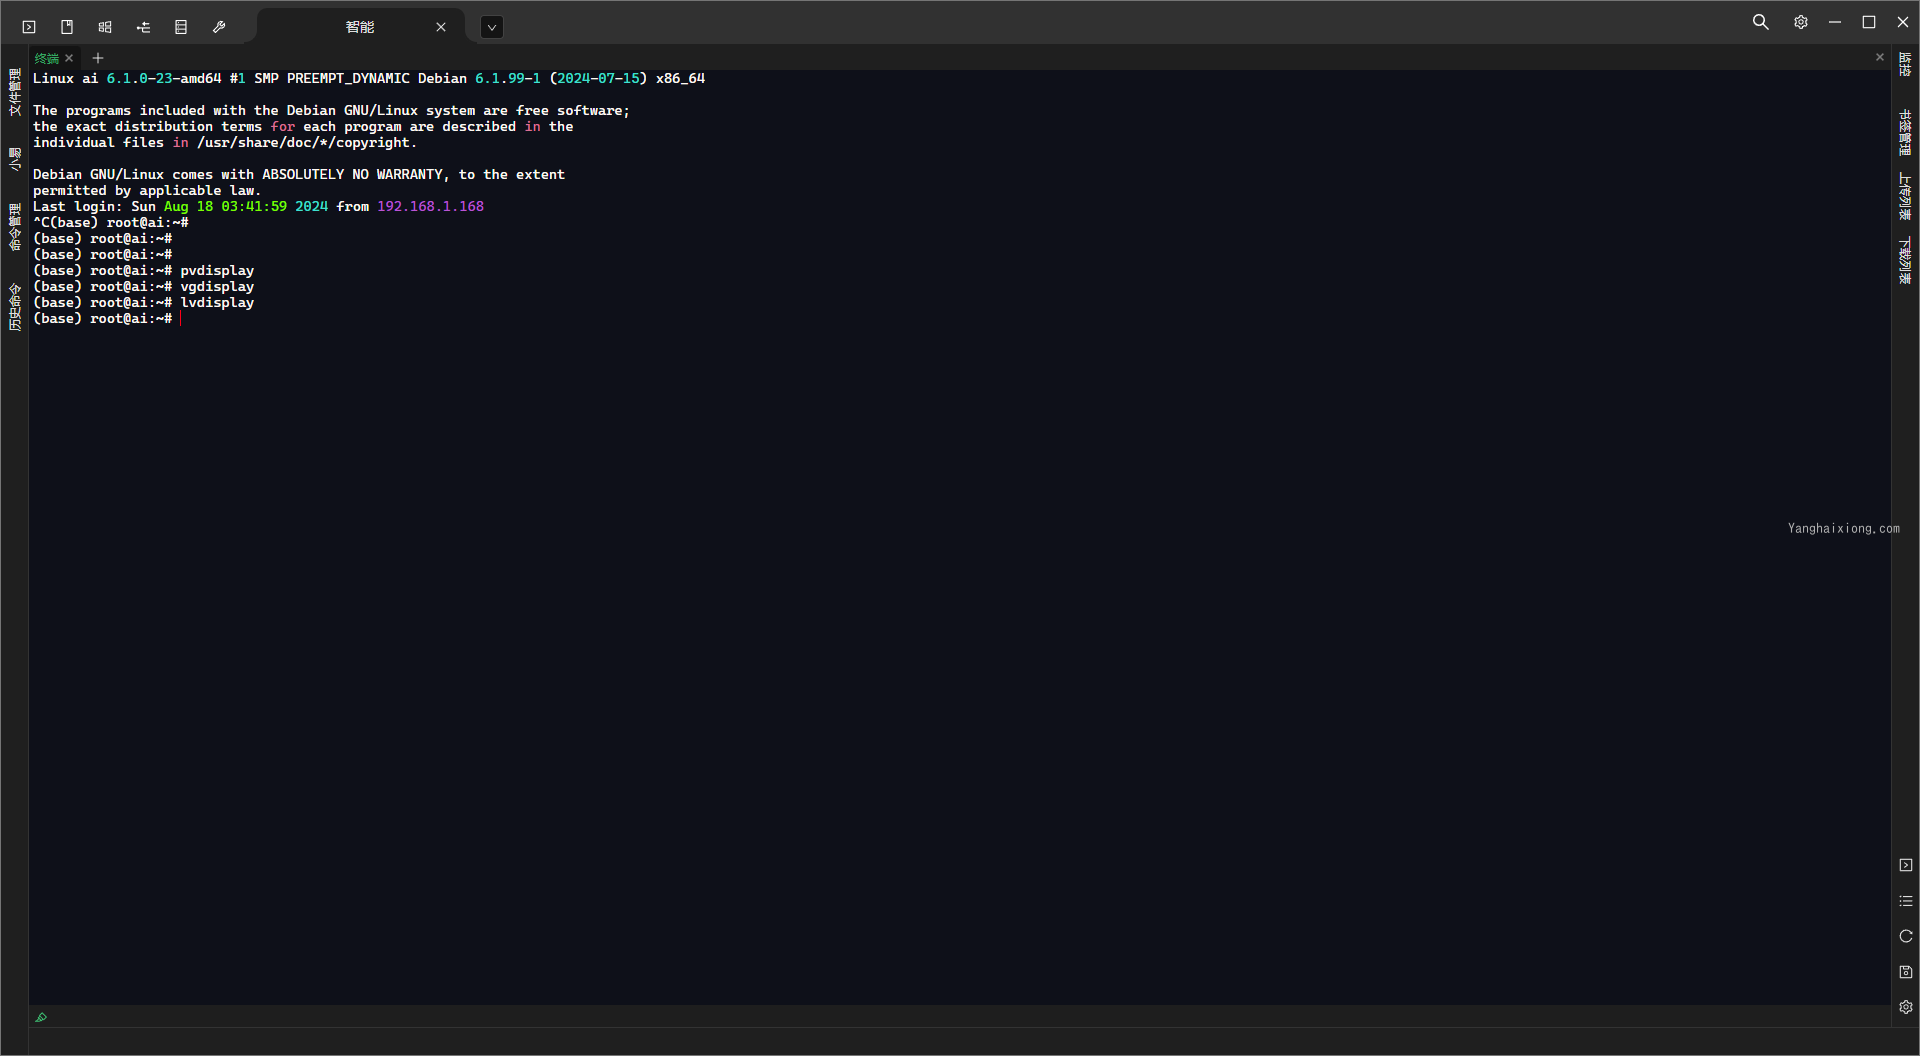 智能
终端
Linux ai 6.1.0-23-amd64 #1 SMP PREEMPT_DYNAMIC Debian 6.1.99-1 (2024-07-15) x86_64
The programs included with the Debian GNU/Linux system are free software;
the exact distribution terms for each program are described in the
individual files in /usr/share/doc/*/copyright.
Debian GNU/Linux comes with ABSOLUTELY NO WARRANTY, to the extent
permitted by applicable law.
Last login: Sun Aug 18 03:41:59 2024 from 192.168.1.168
^C(base) root@ai:~#
(base) root@ai:~#
(base) root@ai:~#
(base) root@ai:~# pvdisplay
(base) root@ai:~# vgdisplay
(base) root@ai:~# lvdisplay
(base) root@ai:~#
文件管理
小易
命令管理
历史命令
监控
书签管理
上传列表
下载列表
Yanghaixiong.com